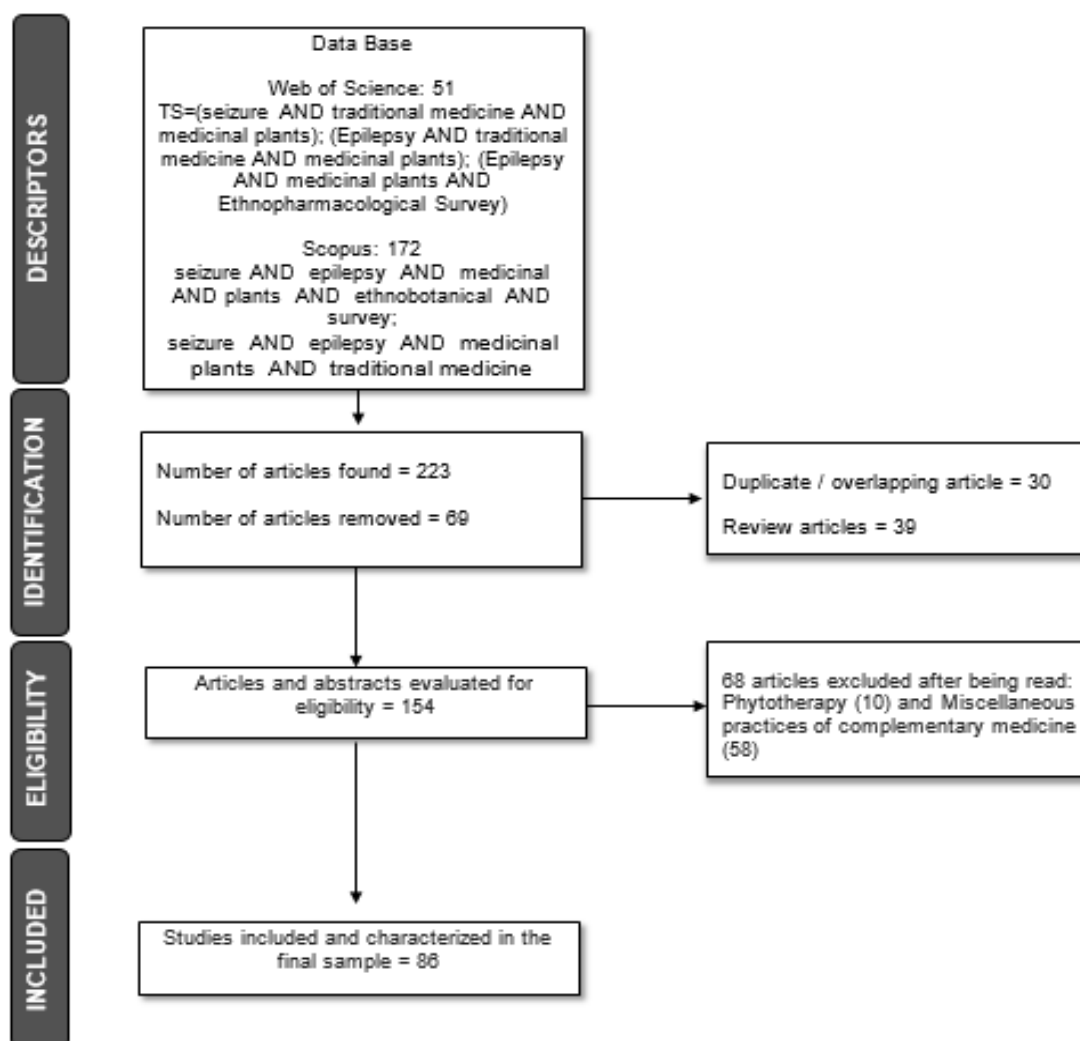 DESCRIPTORS
Data Base
Web of Science: 51
TS=(seizure AND traditional medicine AND
medicinal plants); (Epilepsy AND traditional
medicine AND medicinal plants); (Epilepsy
AND medicinal plants AND
Ethnopharmacological Survey)
Scopus: 172
seizure AND epilepsy AND medicinal
AND plants AND ethnobotanical AND
survey;
seizure AND epilepsy AND medicinal
plants AND traditional medicine
IDENTIFICATION
Number of articles found = 223
Number of articles removed = 69
Duplicate / overlapping article = 30
Review articles = 39
ELIGIBILITY
Articles and abstracts evaluated for
eligibility = 154
68 articles excluded after being read:
Phytotherapy (10) and Miscellaneous
practices of complementary medicine
(58)
INCLUDED
Studies included and characterized in the
final sample = 86